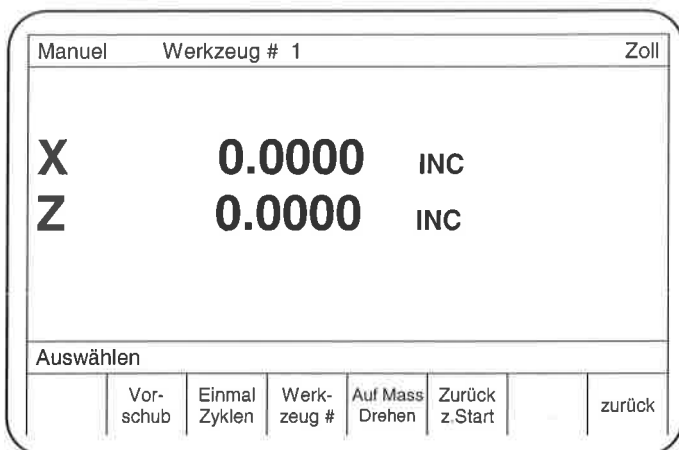 Manuel Werkzeug # 1 Zoll
X 0.0000 INC
Z 0.0000 INC
Auswählen
Vor- Einmal Werk- Auf Mass Zurück
schub Zyklen zeug # Drehen z.Start zurück